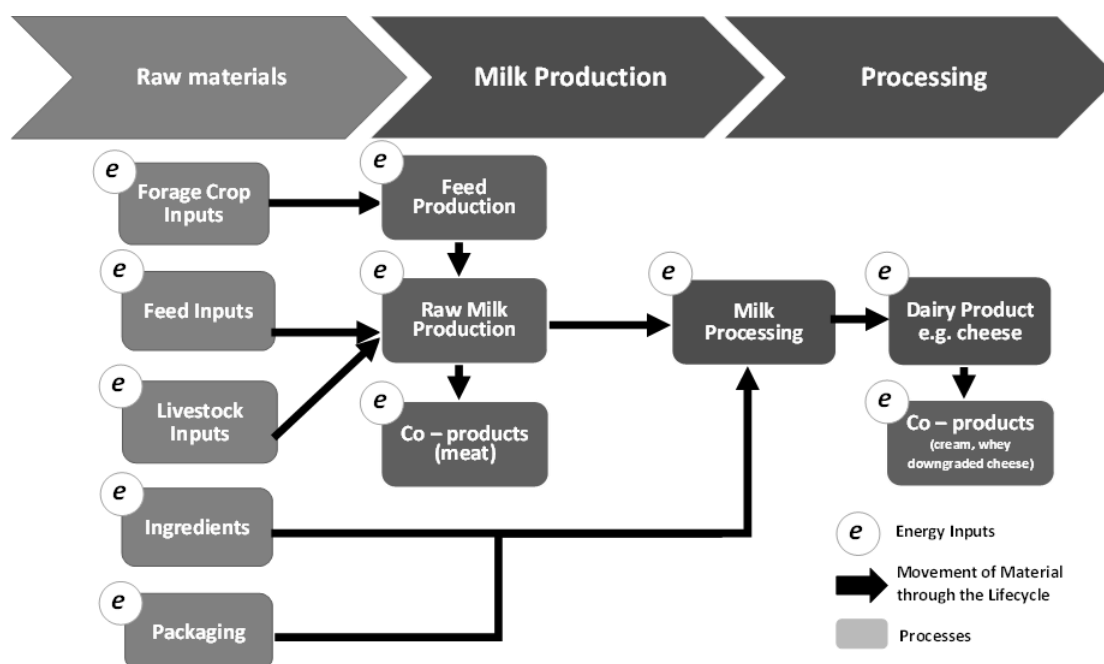 Raw materials
Milk Production
Processing
e
Forage Crop
Inputs
e
Feed
Production
e
Feed Inputs
e
Raw Milk
Production
e
Milk
Processing
e
Dairy Product
e.g. cheese
e
Livestock
Inputs
e
Co – products
(meat)
e
Co – products
(cream, whey
downgraded cheese)
e
Ingredients
e
Packaging
e
Energy Inputs
Movement of Material
through the Lifecycle
Processes